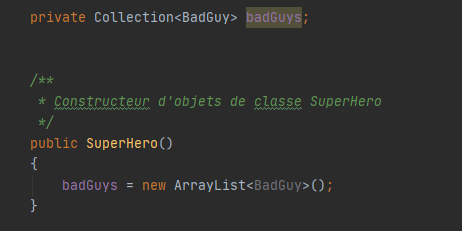 private Collection<BadGuy> badGuys;
/**
 * Constructeur d'objets de classe SuperHero
 */
public SuperHero()
{
    badGuys = new ArrayList<BadGuy>();
}